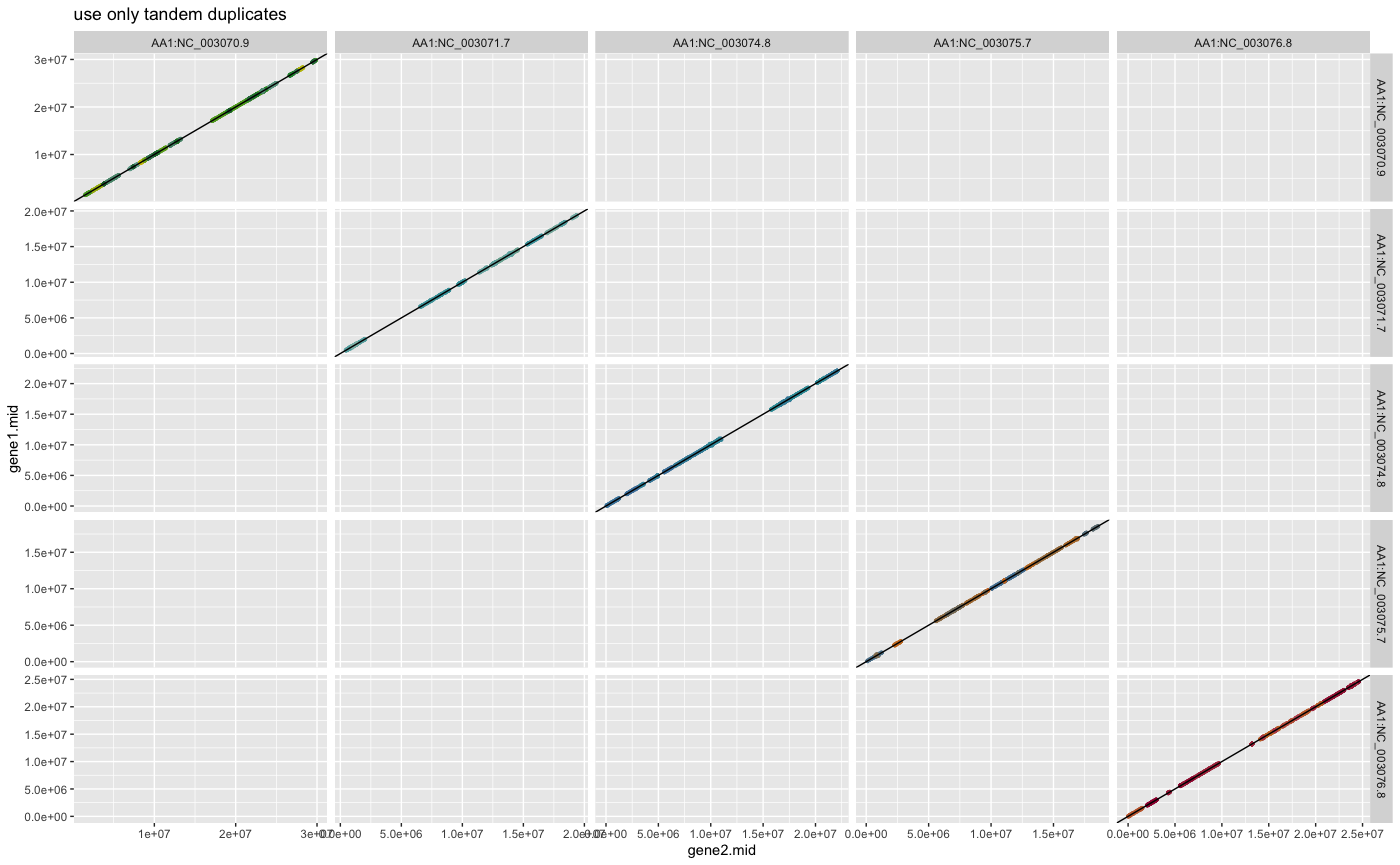 use only tandem duplicates
AA1:NC_003070.9 AA1:NC_003071.7 AA1:NC_003074.8 AA1:NC_003075.7 AA1:NC_003076.8
3e+07
2e+07
1e+07
AA1:NC_003070.9
2.0e+07
1.5e+07
1.0e+07
5.0e+06
0.0e+00
AA1:NC_003071.7
gene1.mid
2.0e+07
1.5e+07
1.0e+07
5.0e+06
0.0e+00
AA1:NC_003074.8
1.5e+07
1.0e+07
5.0e+06
0.0e+00
AA1:NC_003075.7
2.5e+07
2.0e+07
1.5e+07
1.0e+07
5.0e+06
0.0e+00
AA1:NC_003076.8
1e+07 2e+07 3e+07 0.0e+00 5.0e+06 1.0e+07 1.5e+07 2.0e+07 0.0e+00 5.0e+06 1.0e+07 1.5e+07 2.0e+07 0.0e+00 5.0e+06 1.0e+07 1.5e+07 0.0e+00 5.0e+06 1.0e+07 1.5e+07 2.0e+07 2.5e+07
gene2.mid